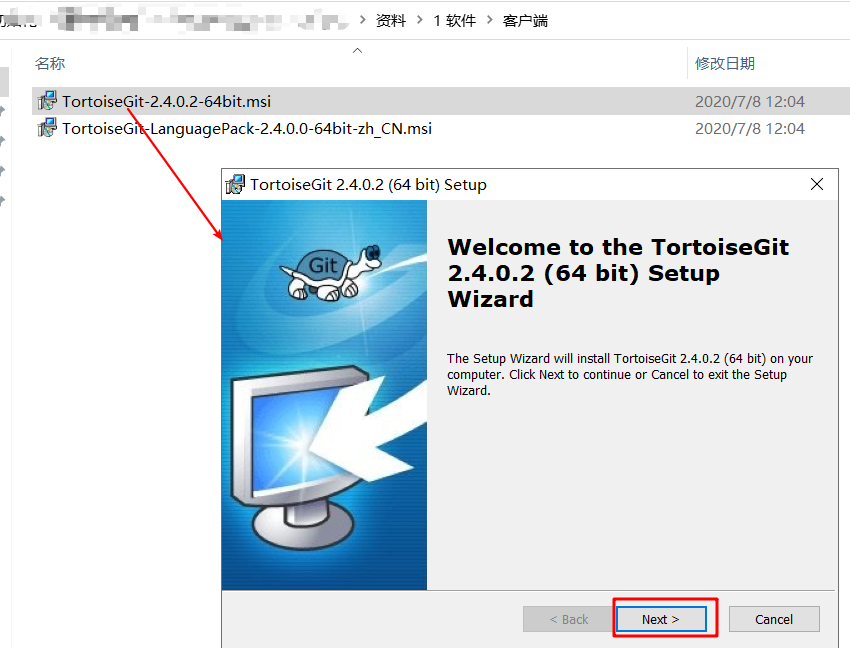 资料 > 1 软件 > 客户端
名称 修改日期
TortoiseGit-2.4.0.2-64bit.msi 2020/7/8 12:04
TortoiseGit-LanguagePack-2.4.0.0-64bit-zh_CN.msi 2020/7/8 12:04
TortoiseGit 2.4.0.2 (64 bit) Setup
Git
Welcome to the TortoiseGit
2.4.0.2 (64 bit) Setup
Wizard
The Setup Wizard will install TortoiseGit 2.4.0.2 (64 bit) on your
computer. Click Next to continue or Cancel to exit the Setup
Wizard.
< Back Next > Cancel